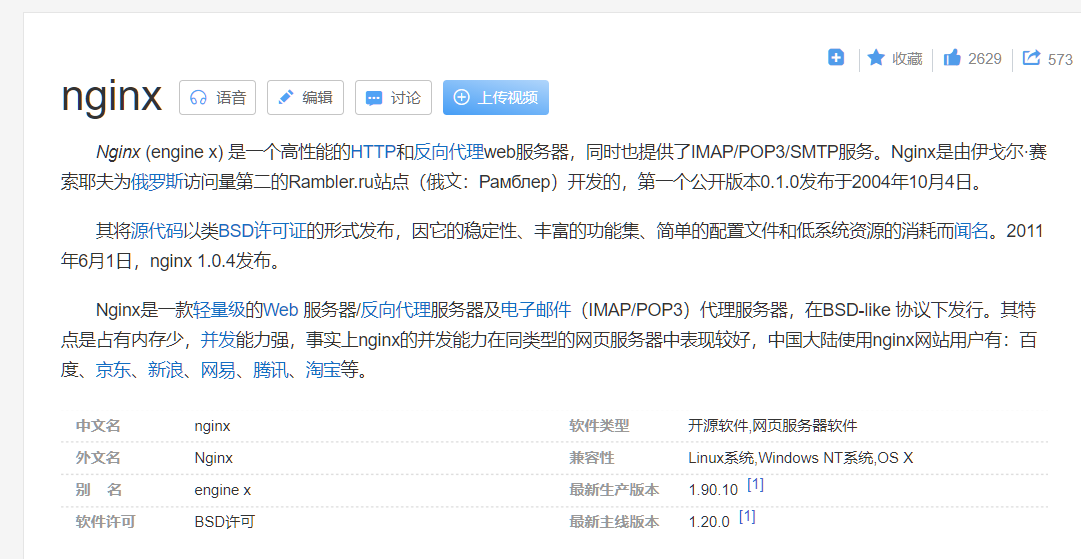 收藏 2629 573
nginx 语音 编辑 讨论 上传视频
Nginx (engine x) 是一个高性能的HTTP和反向代理web服务器，同时也提供了IMAP/POP3/SMTP服务。Nginx是由伊戈尔·赛
索耶夫为俄罗斯访问量第二的Rambler.ru站点（俄文：Рамблер）开发的，第一个公开版本0.1.0发布于2004年10月4日。
其将源代码以类BSD许可证的形式发布，因它的稳定性、丰富的功能集、简单的配置文件和低系统资源的消耗而闻名。2011
年6月1日，nginx 1.0.4发布。
Nginx是一款轻量级的Web 服务器/反向代理服务器及电子邮件（IMAP/POP3）代理服务器，在BSD-like 协议下发行。其特
点是占有内存少，并发能力强，事实上nginx的并发能力在同类型的网页服务器中表现较好，中国大陆使用nginx网站用户有：百
度、京东、新浪、网易、腾讯、淘宝等。
中文名 nginx 软件类型 开源软件,网页服务器软件
外文名 Nginx 兼容性 Linux系统,Windows NT系统,OS X
别 名 engine x 最新生产版本 1.90.10 [1]
软件许可 BSD许可 最新主线版本 1.20.0 [1]